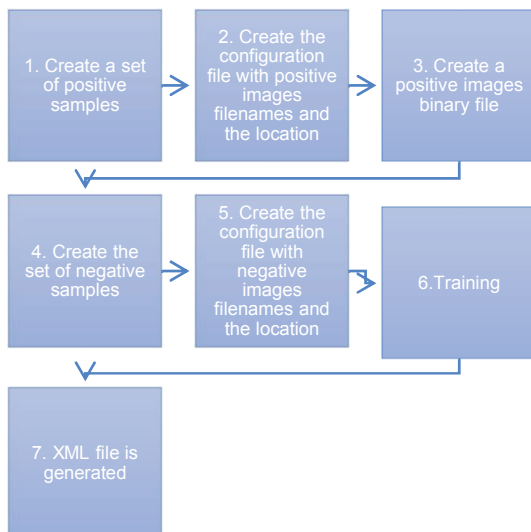 1. Create a set
of positive
samples
2. Create the
configuration
file with positive
images
filenames and
the location
3. Create a
positive images
binary file
4. Create the
set of negative
samples
5. Create the
configuration
file with
negative
images
filenames and
the location
6.Training
7. XML file is
generated